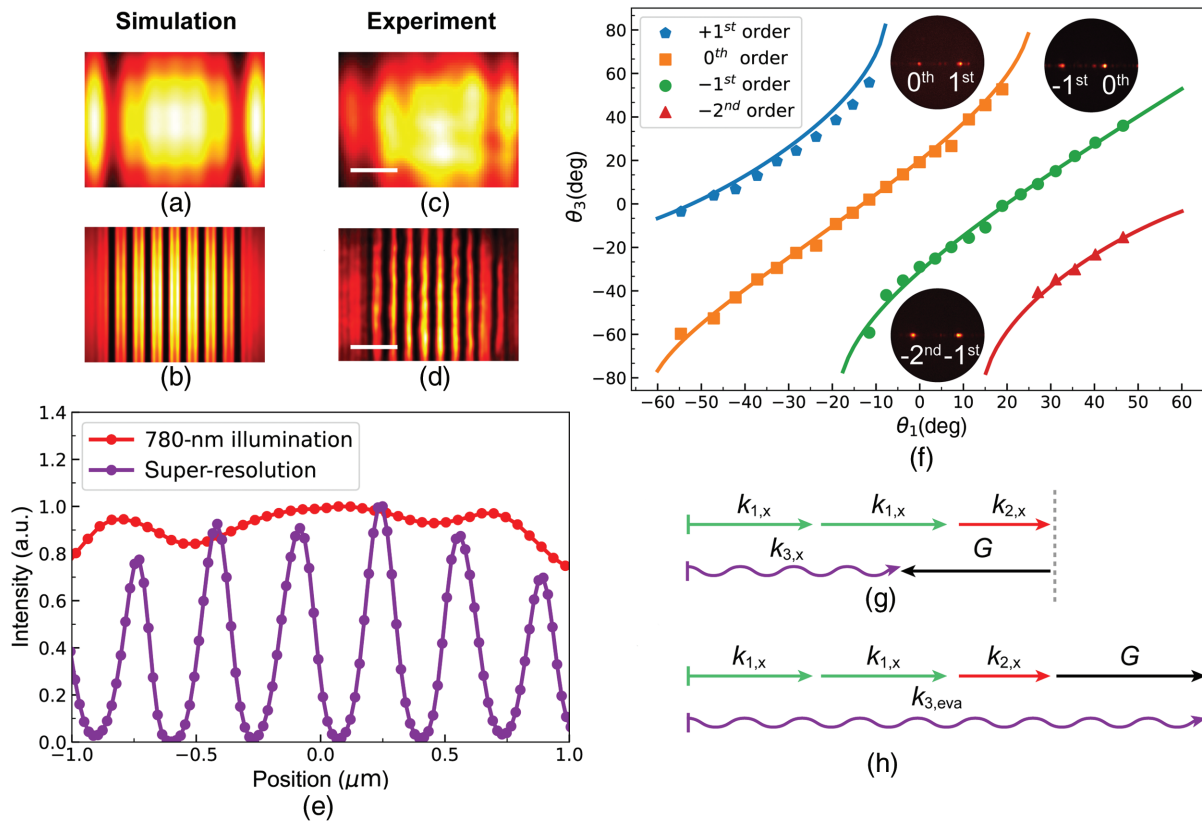 Simulation
Experiment
(a)
(c)
(b)
(d)
Intensity (a.u.)
1.4
1.2
1.0
0.8
0.6
0.4
0.2
0.0
780-nm illumination
Super-resolution
-1.0
-0.5
0.0
0.5
1.0
Position (μm)
(e)
θ3(deg)
80
60
40
20
0
−20
−40
−60
−80
+1st order
0th order
−1st order
−2nd order
0th 1st
-1st 0th
-2nd -1st
−60 −50 −40 −30 −20 −10 0 10 20 30 40 50 60
θ1(deg)
(f)
k1,x k1,x k2,x
k3,x G
(g)
k1,x k1,x k2,x G
k3,eva
(h)